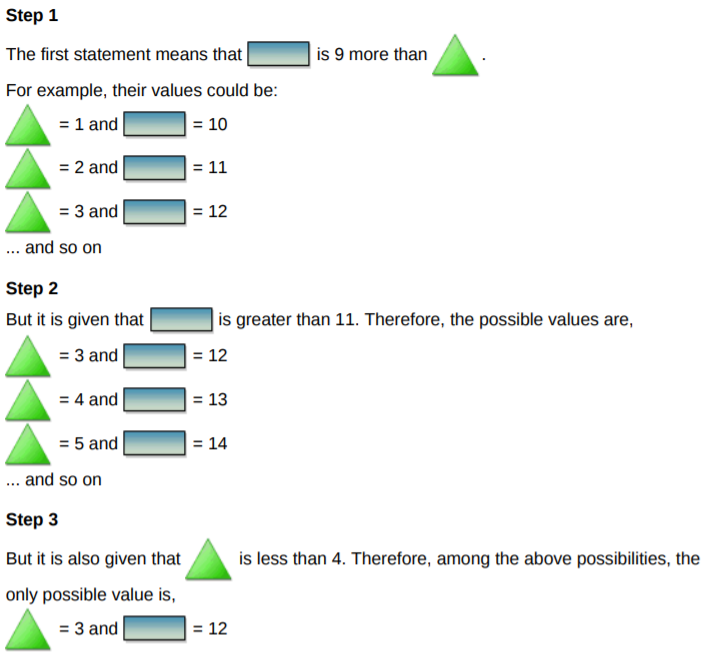 Step 1
The first statement means that is 9 more than .
For example, their values could be:
= 1 and = 10
= 2 and = 11
= 3 and = 12
... and so on
Step 2
But it is given that is greater than 11. Therefore, the possible values are,
= 3 and = 12
= 4 and = 13
= 5 and = 14
... and so on
Step 3
But it is also given that is less than 4. Therefore, among the above possibilities, the
only possible value is,
= 3 and = 12